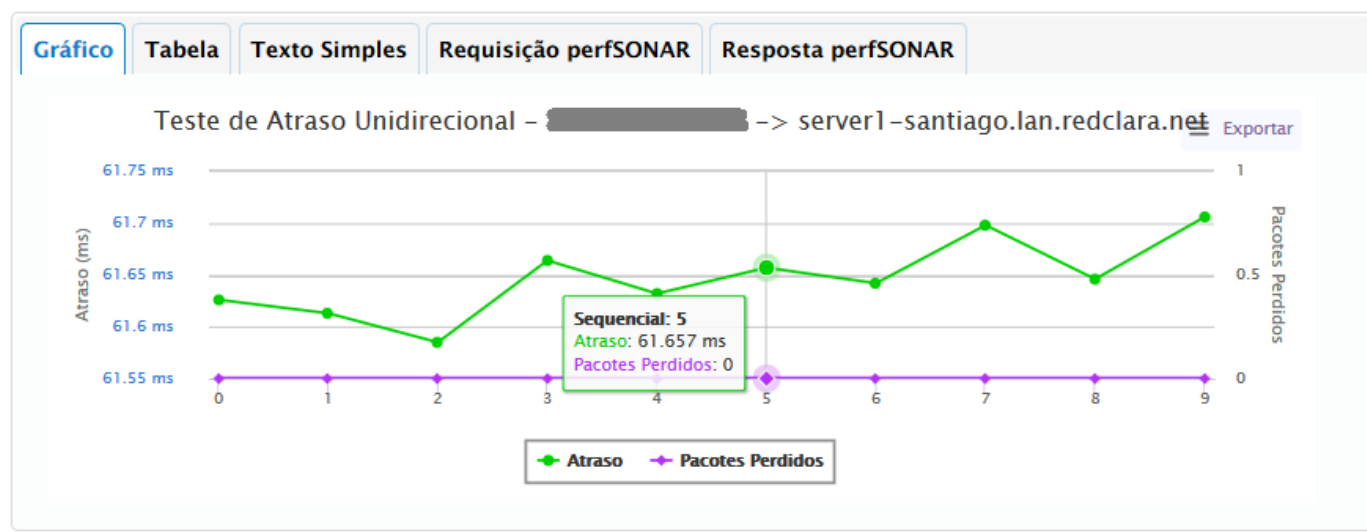 Gráfico Tabela Texto Simples Requisição perfSONAR Resposta perfSONAR
Teste de Atraso Unidirecional – -> server1-santiago.lan.redclara.net
Exportar
61.75 ms
61.7 ms
61.65 ms
61.6 ms
61.55 ms
Atraso (ms)
1
0.5
0
Pacotes Perdidos
Sequencial: 5
Atraso: 61.657 ms
Pacotes Perdidos: 0
0 1 2 3 4 5 6 7 8 9
Atraso Pacotes Perdidos